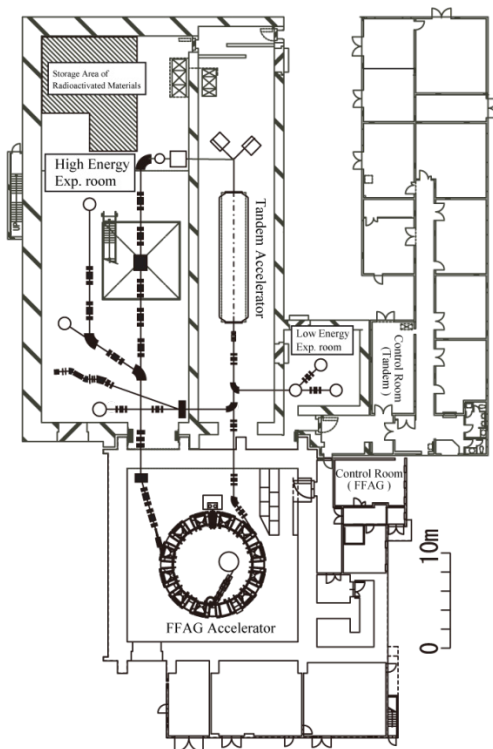 Storage Area of
Radioactivated Materials
High Energy
Exp. room
Tandem Accelerator
Low Energy
Exp. room
Control Room
(Tandem )
Control Room
( FFAG )
FFAG Accelerator
10m
0